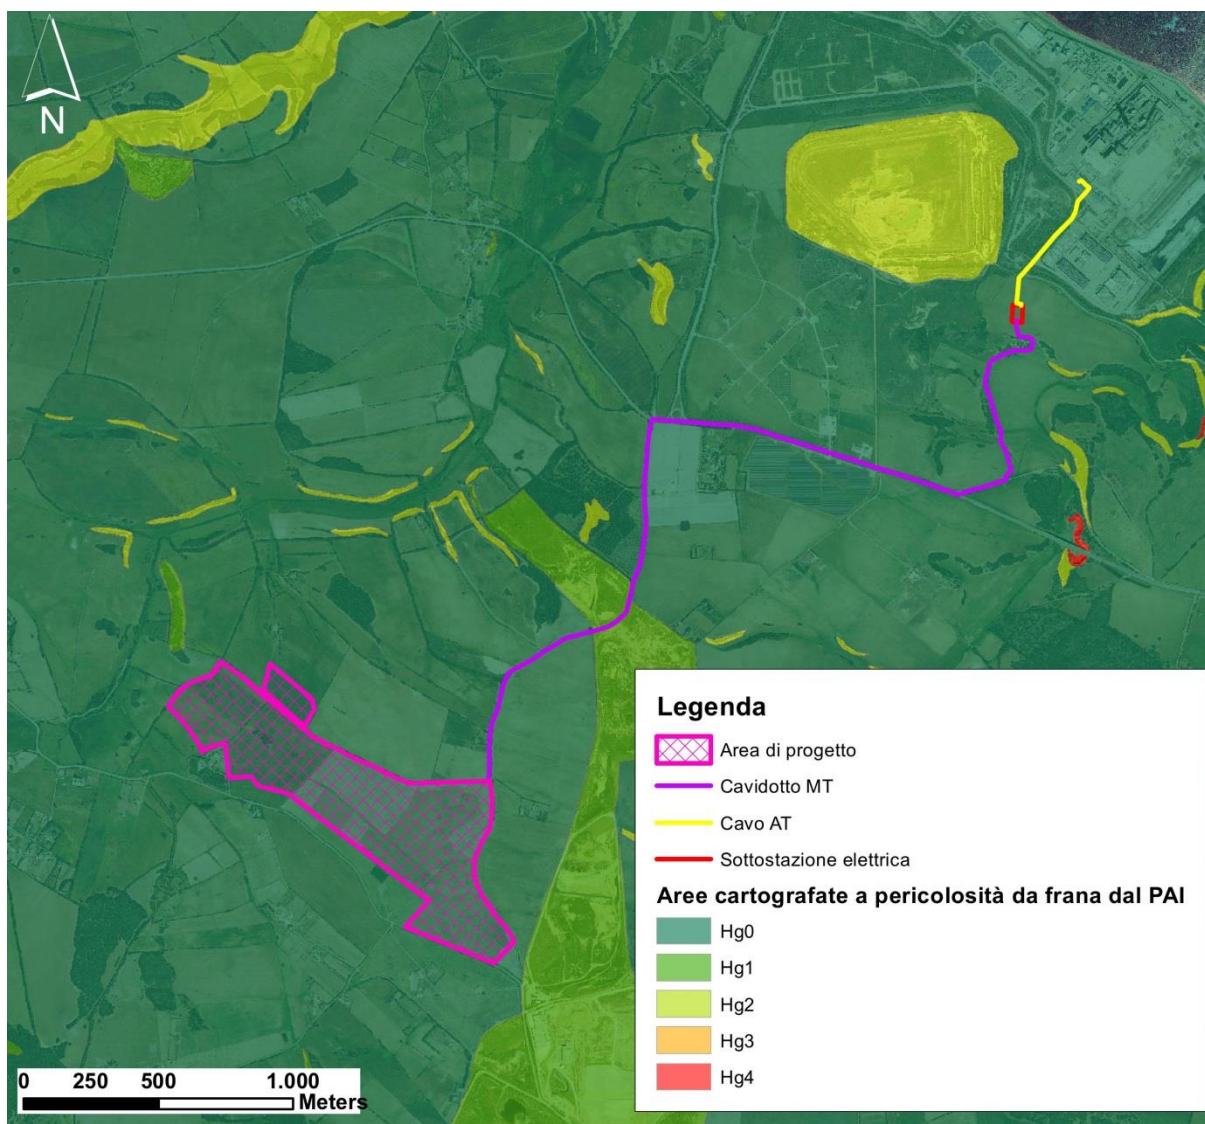 N
Legenda
Area di progetto
Cavidotto MT
Cavo AT
Sottostazione elettrica
Aree cartografate a pericolosità da frana dal PAI
Hg0
Hg1
Hg2
Hg3
Hg4
0 250 500 1.000
Meters